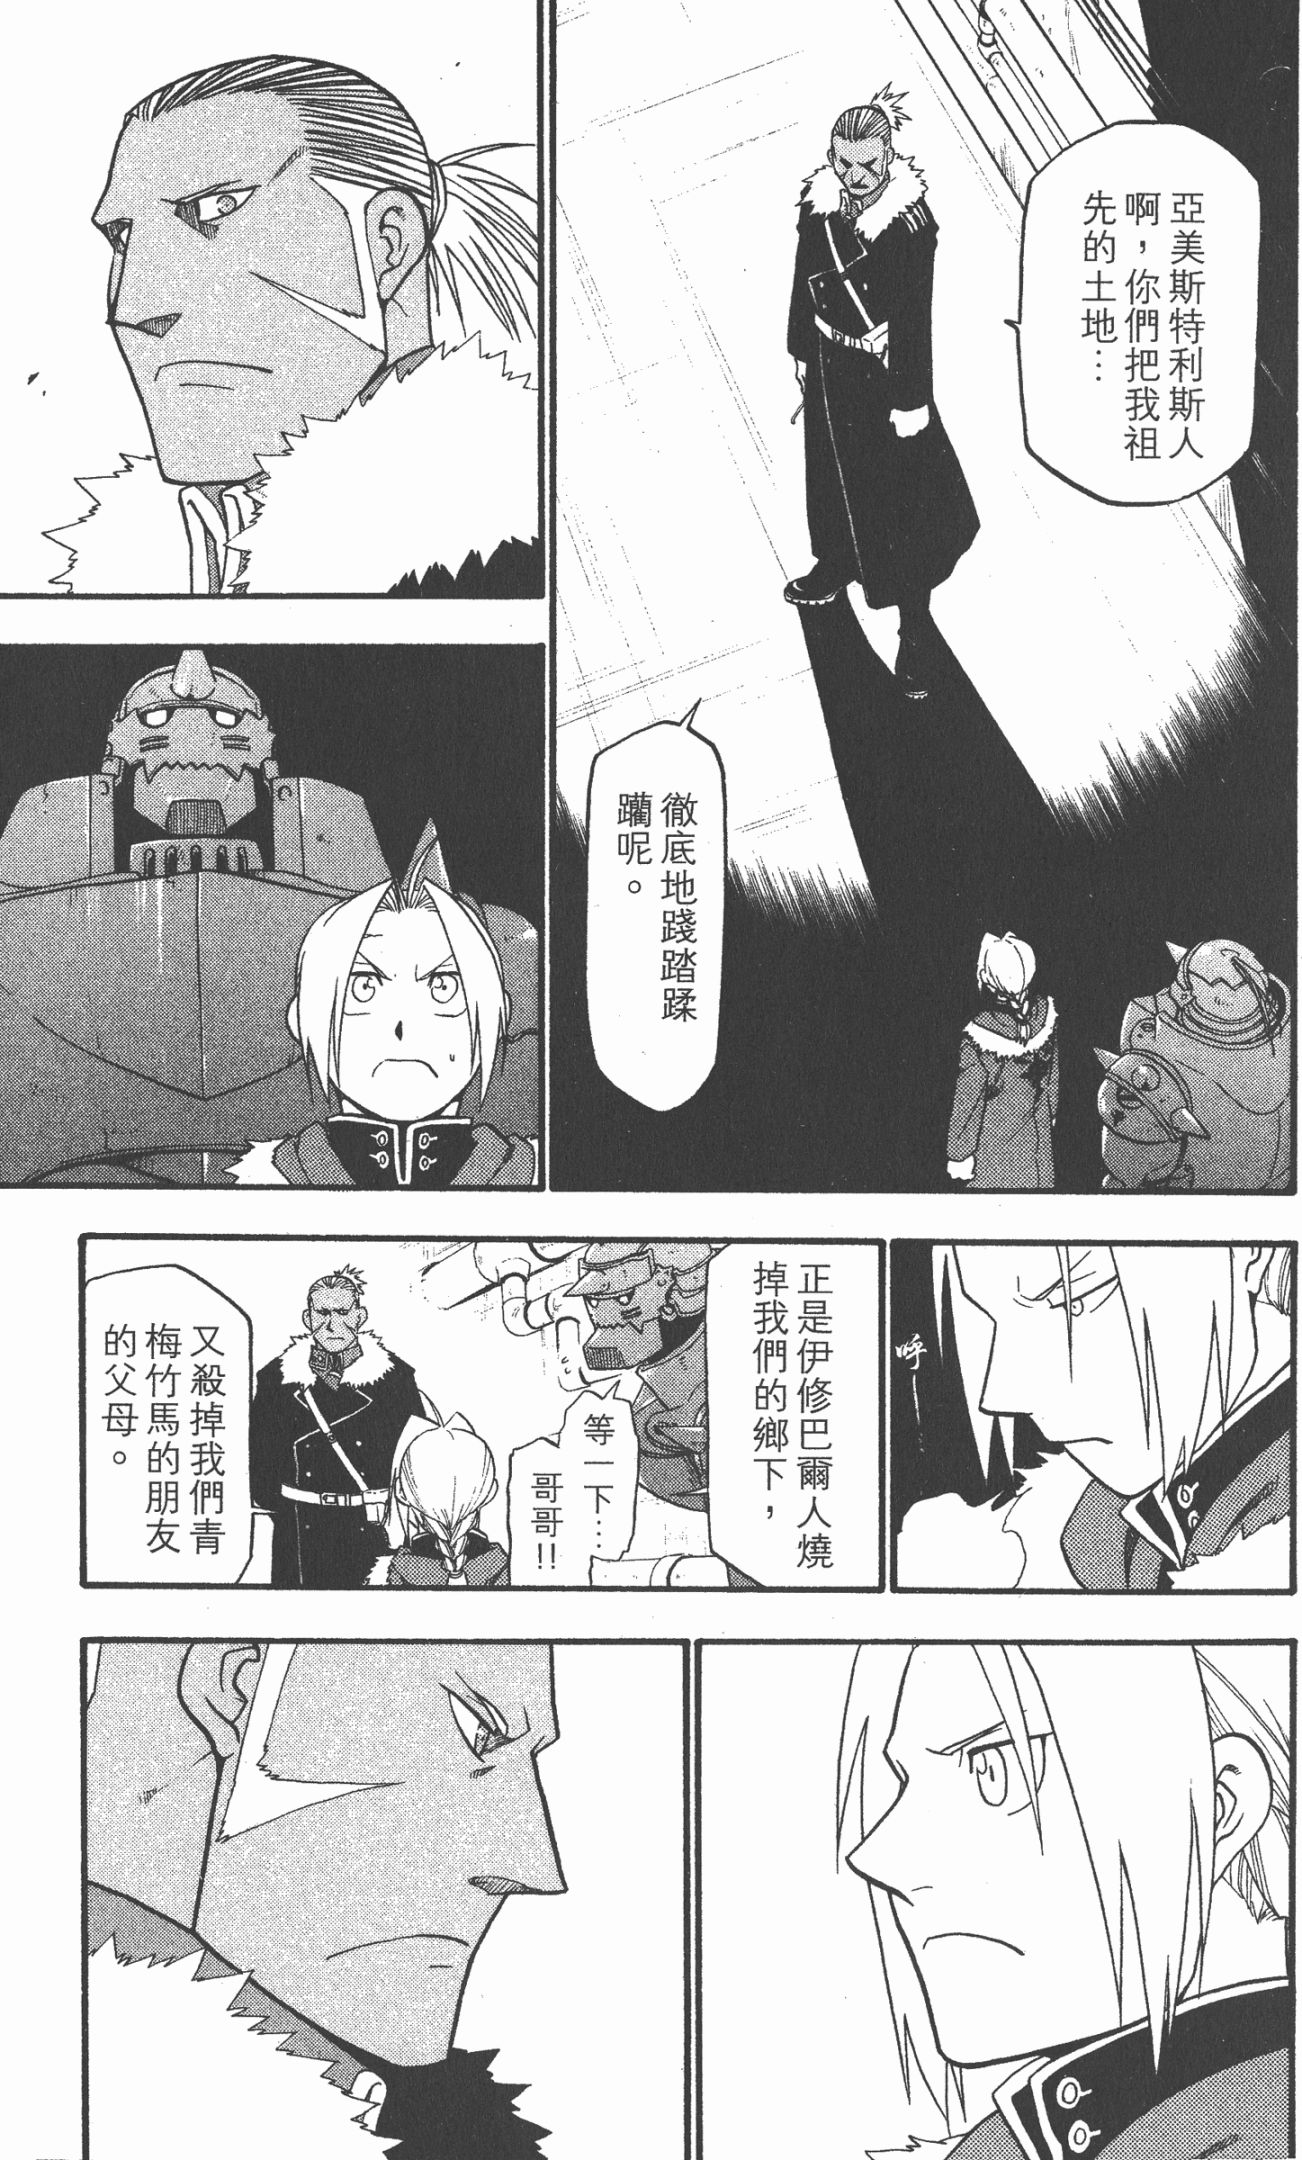 亞美斯特利斯人
啊，你們把我祖
先的土地…
徹底地踐踏蹂
躪呢。
呼
正是伊修巴爾人燒
掉我們的鄉下，
等一下…
哥哥!!
又殺掉我們青
梅竹馬的朋友
的父母。